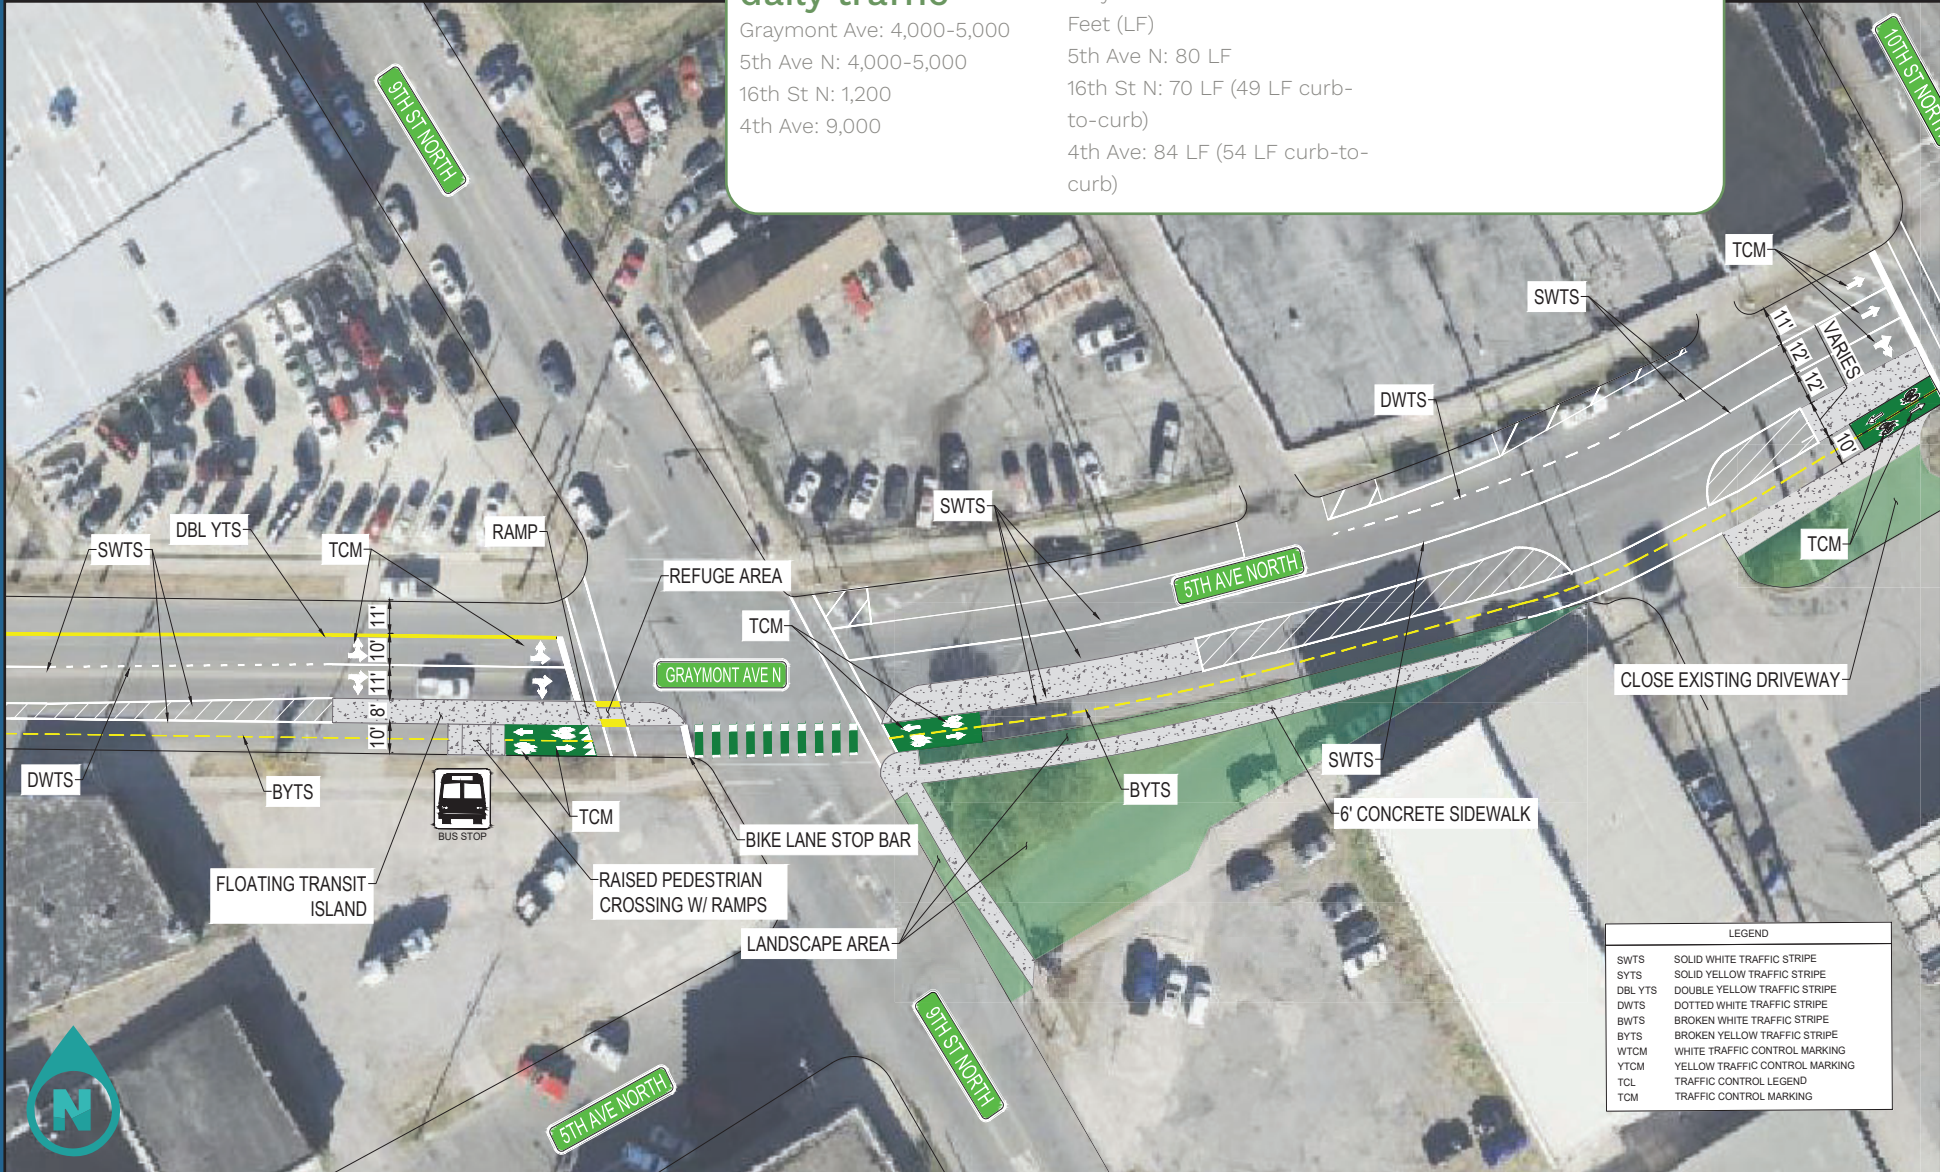 daily traffic
Graymont Ave: 4,000-5,000
5th Ave N: 4,000-5,000
16th St N: 1,200
4th Ave: 9,000
Feet (LF)
5th Ave N: 80 LF
16th St N: 70 LF (49 LF curb-
to-curb)
4th Ave: 84 LF (54 LF curb-to-
curb)
9TH ST NORTH
10TH ST NORTH
TCM
SWTS
11'
12'
12'
VARIES
10'
DWTS
TCM
SWTS
5TH AVE NORTH
CLOSE EXISTING DRIVEWAY
SWTS
DBL YTS
TCM
RAMP
REFUGE AREA
TCM
GRAYMONT AVE N
11'
10'
11'
8'
10'
DWTS
BYTS
BUS STOP
TCM
BIKE LANE STOP BAR
BYTS
SWTS
6' CONCRETE SIDEWALK
FLOATING TRANSIT
ISLAND
RAISED PEDESTRIAN
CROSSING W/ RAMPS
LANDSCAPE AREA
9TH ST NORTH
5TH AVE NORTH
N
LEGEND
SWTS SOLID WHITE TRAFFIC STRIPE
SYTS SOLID YELLOW TRAFFIC STRIPE
DBL YTS DOUBLE YELLOW TRAFFIC STRIPE
DWTS DOTTED WHITE TRAFFIC STRIPE
BWTS BROKEN WHITE TRAFFIC STRIPE
BYTS BROKEN YELLOW TRAFFIC STRIPE
WTCM WHITE TRAFFIC CONTROL MARKING
YTCM YELLOW TRAFFIC CONTROL MARKING
TCL TRAFFIC CONTROL LEGEND
TCM TRAFFIC CONTROL MARKING